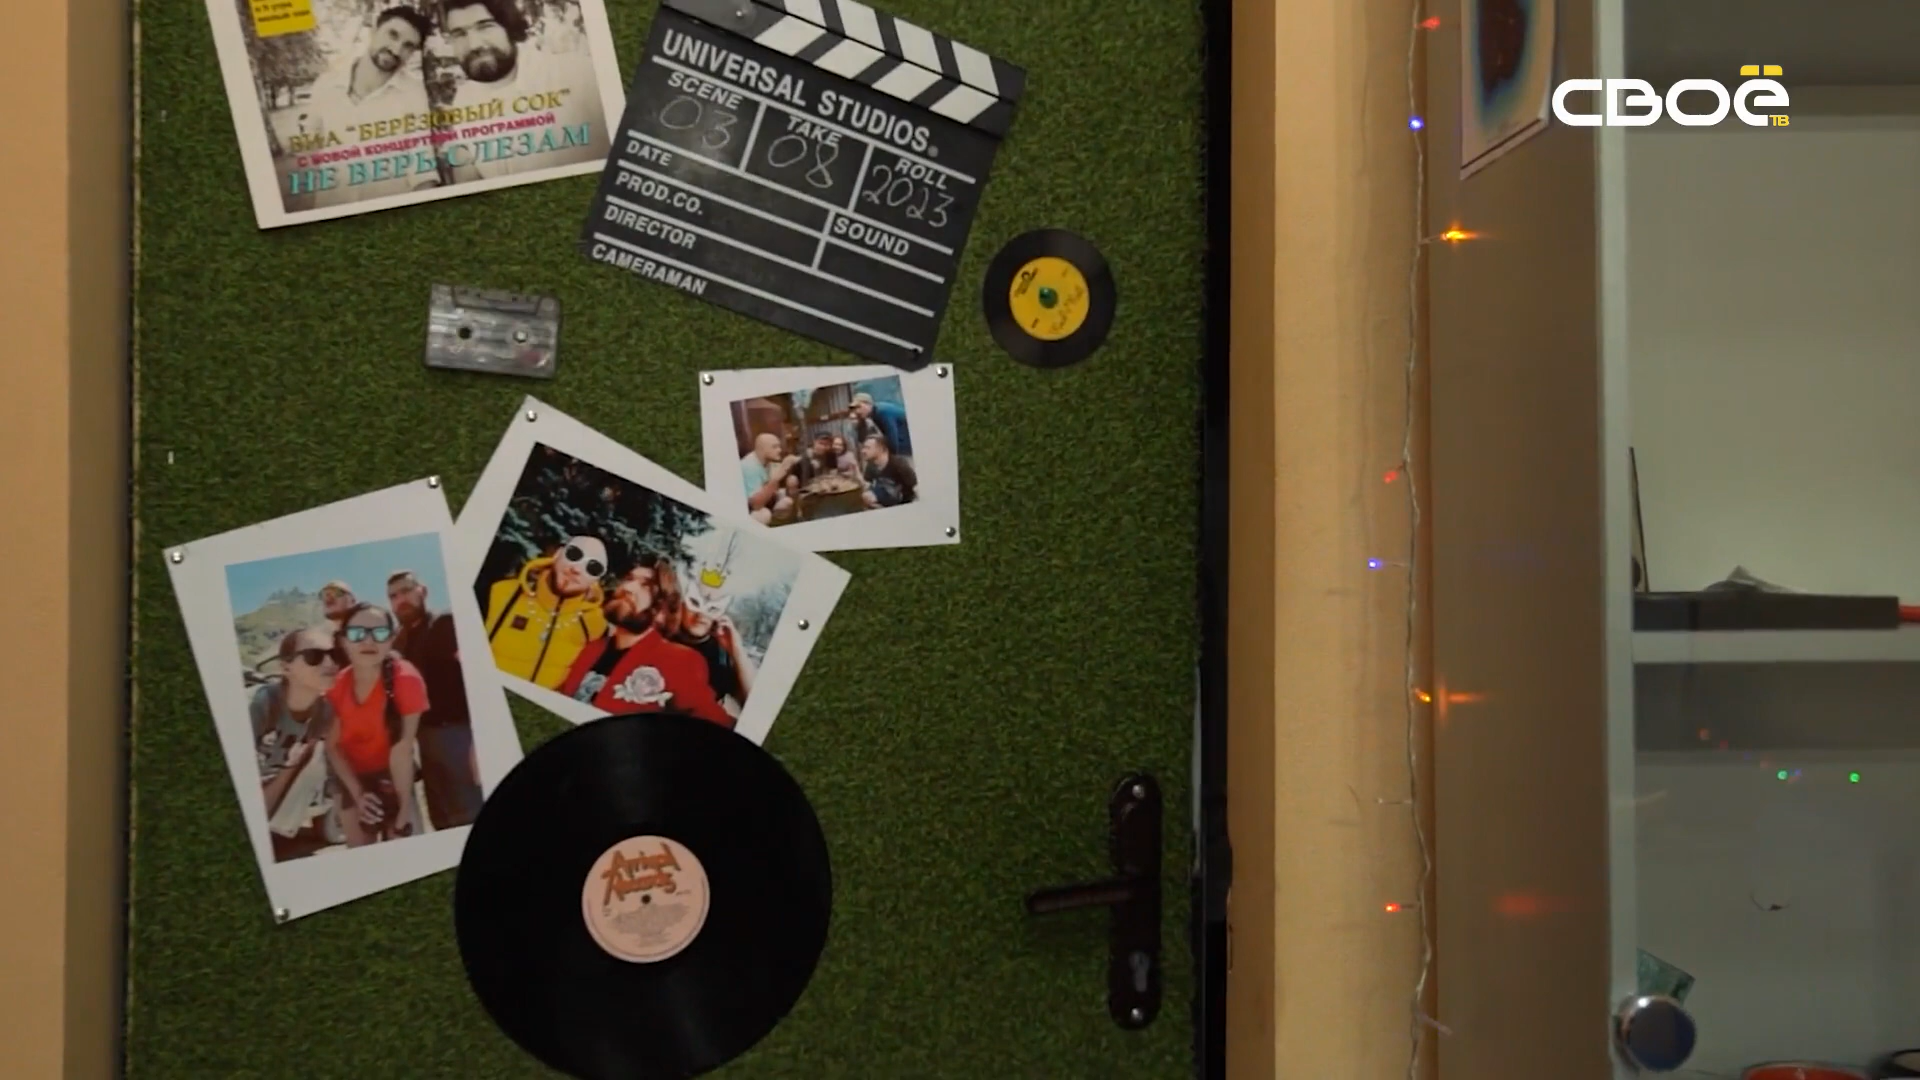 ВИА "БЕРЁЗОВЫЙ СОК"
С НОВОЙ КОНЦЕРТНОЙ ПРОГРАММОЙ
НЕ ВЕРЬ СЛЕЗАМ
UNIVERSAL STUDIOS®
SCENE
03
TAKE
08
ROLL
2023
DATE
PROD.CO.
DIRECTOR
SOUND
CAMERAMAN
СВОЁ
ТВ